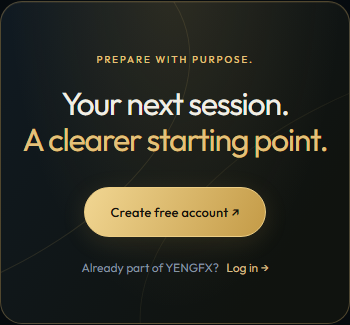 PREPARE WITH PURPOSE.
Your next session.
A clearer starting point.
Create free account ↗
Already part of YENGFX? Log in →